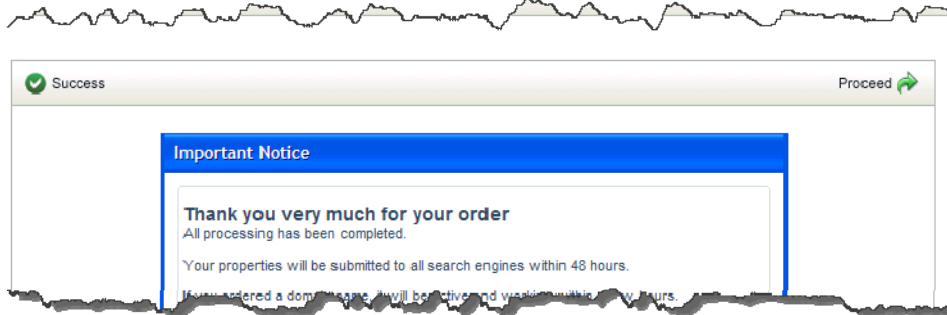 Success
Proceed
Important Notice
Thank you very much for your order
All processing has been completed.
Your properties will be submitted to all search engines within 48 hours.
If you ordered a domain name, it will be active and working within hours.